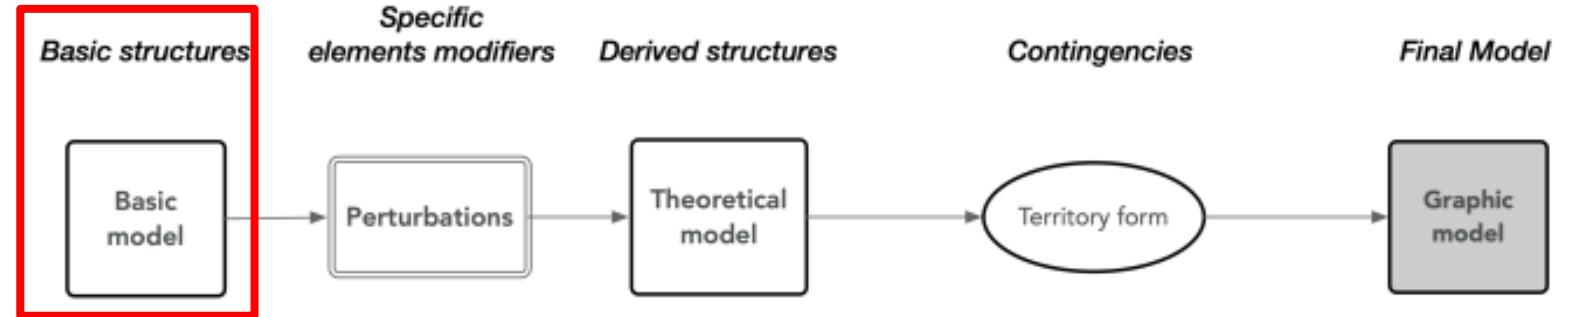 Basic structures
Specific
elements modifiers
Derived structures
Contingencies
Final Model
Basic
model
Perturbations
Theoretical
model
Territory form
Graphic
model